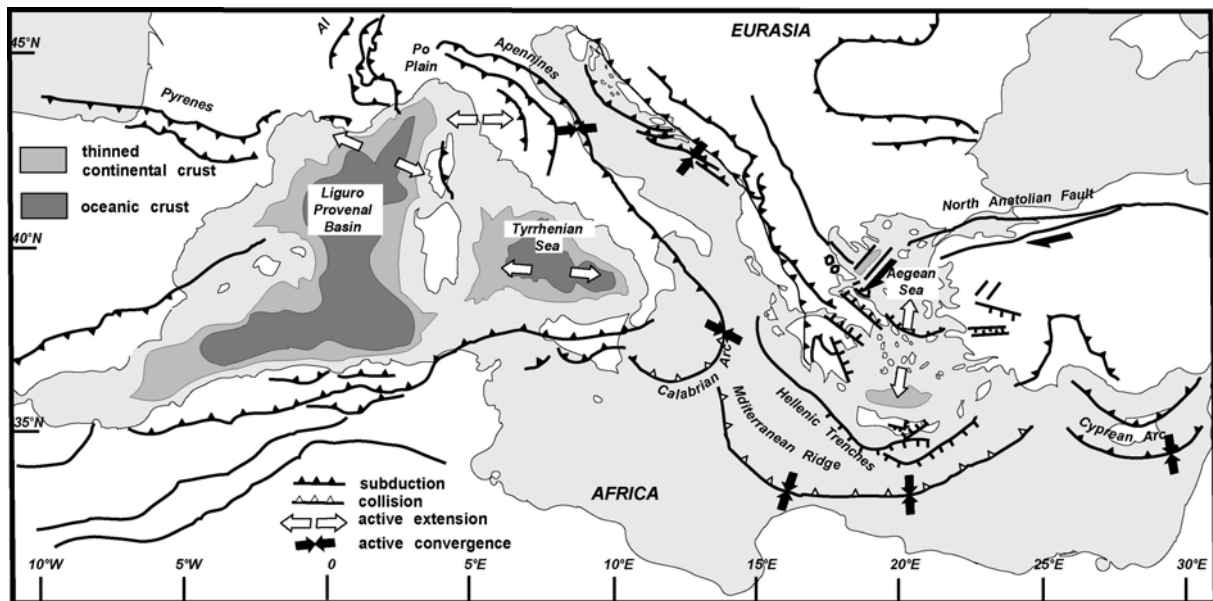 45°N
Al
Po
Plain
Apennines
EURASIA
Pyrenes
thinned
continental crust
oceanic crust
Liguro
Provenal
Basin
40°N
Tyrrhenian
Sea
North Anatolian Fault
Aegean
Sea
35°N
Calabrian Arc
Mditerranean Ridge
Hellenic Trenches
Cyprean Arc
AFRICA
subduction
collision
active extension
active convergence
10°W
0
5°E
10°E
15°E
20°E
25°E
30°E